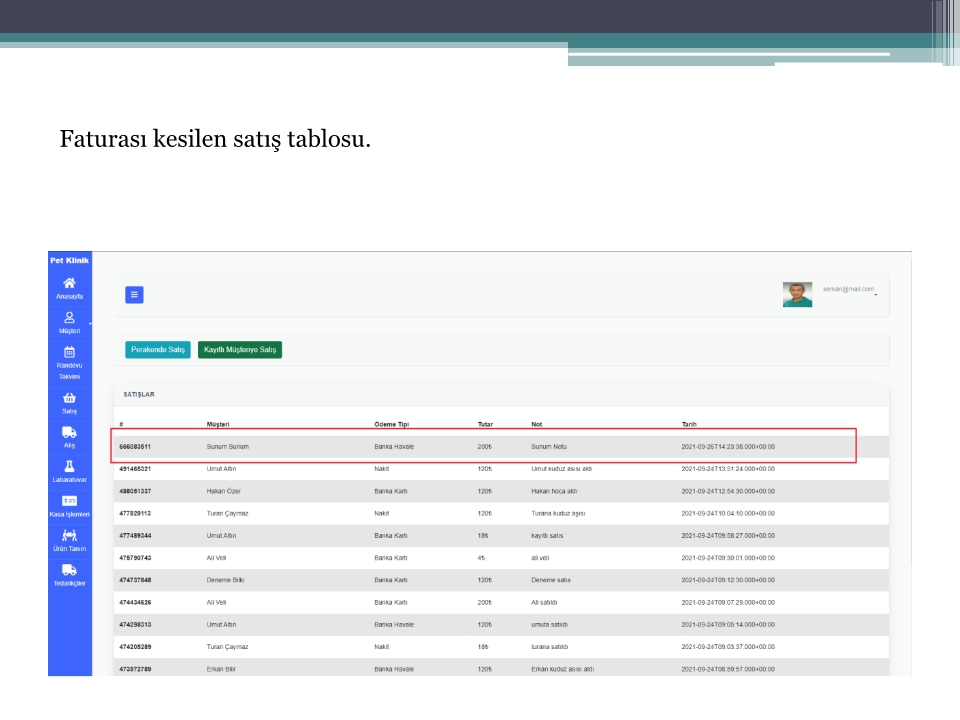 Faturası kesilen satış tablosu.
Pet Klinik
Anasayfa
Müşteri
Randevu
Takvimi
Satış
Alış
Labaratuvar
Kasa İşlemleri
Ürün Tanım
Tedarikçiler
serkan@mail.com
Perakende Satış Kayıtlı Müşteriye Satış
SATIŞLAR
# Müşteri Ödeme Tipi Tutar Not Tarih
666083511 Sunum Sunum Banka Havale 200₺ Sunum Notu 2021-09-26T14:23:38.000+00:00
491465321 Umut Altın Nakit 120₺ Umut kuduz asısı aldı 2021-09-24T13:51:24.000+00:00
488051337 Hakan Özer Banka Kartı 120₺ Hakan hoca aldı 2021-09-24T12:54:30.000+00:00
477829113 Turan Çaymaz Nakit 120₺ Turana kuduz aşısı 2021-09-24T10:04:10.000+00:00
477489344 Umut Altın Banka Kartı 18₺ kayıtlı satıs 2021-09-24T09:58:27.000+00:00
475790743 Ali Veli Banka Kartı 4₺ ali veli 2021-09-24T09:30:01.000+00:00
474737848 Deneme Bilki Banka Kartı 120₺ Deneme satıs 2021-09-24T09:12:30.000+00:00
474434626 Ali Veli Banka Kartı 200₺ Ali satıldı 2021-09-24T09:07:29.000+00:00
474298313 Umut Altın Banka Havale 120₺ umuta satıldı 2021-09-24T09:05:14.000+00:00
474205289 Turan Çaymaz Nakit 18₺ turana satıldı 2021-09-24T09:03:37.000+00:00
473972789 Erkan Bilir Banka Havale 120₺ Erkan kuduz asısı aldı 2021-09-24T08:59:57.000+00:00